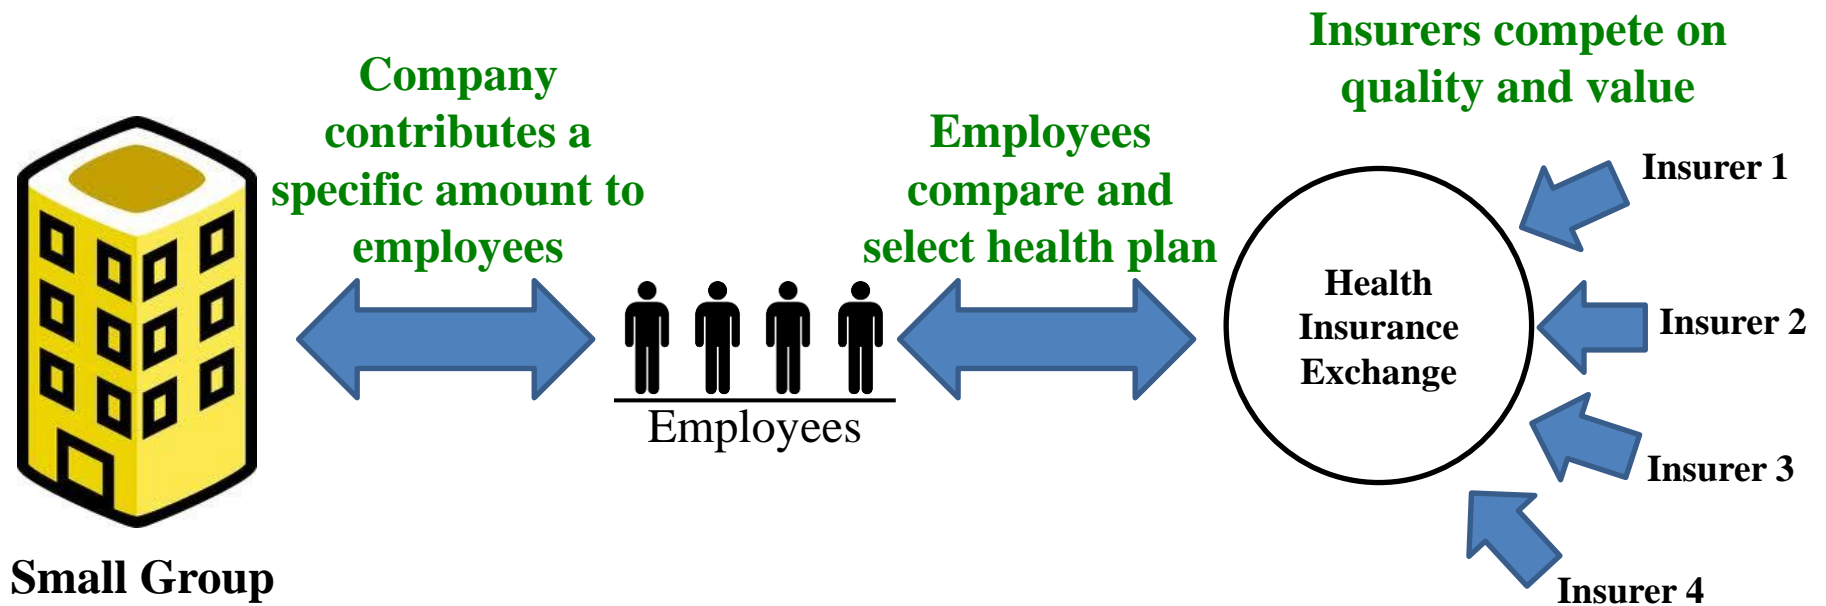 Company
contributes a
specific amount to
employees
Employees
compare and
select health plan
Insurers compete on
quality and value
Small Group
Employees
Health
Insurance
Exchange
Insurer 1
Insurer 2
Insurer 3
Insurer 4